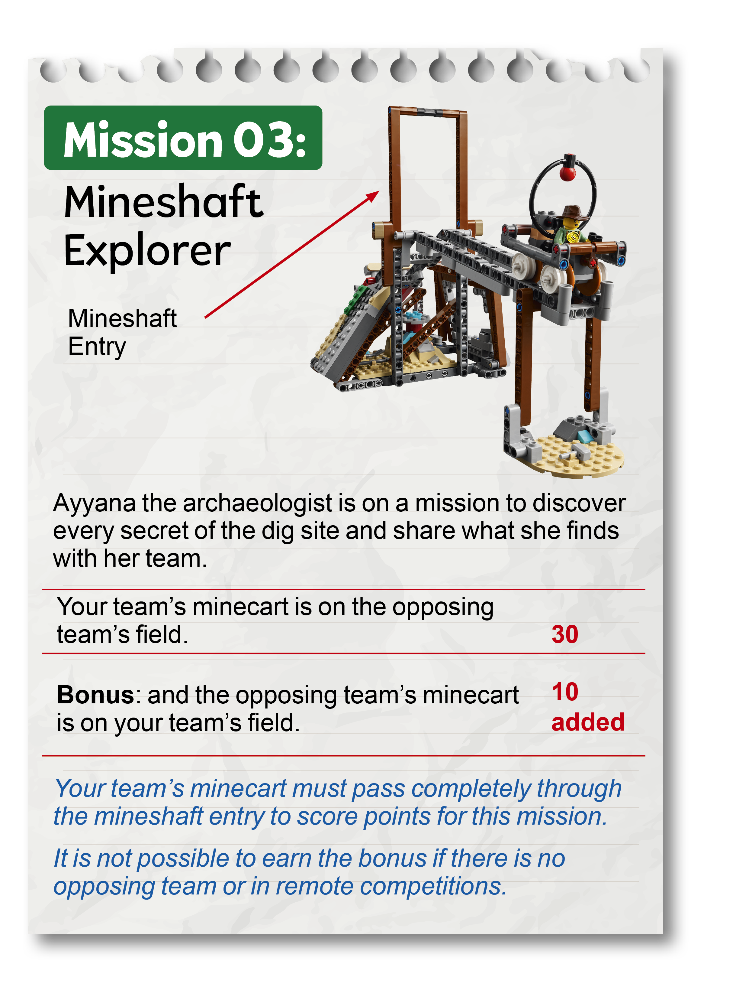 Mission 03:
Mineshaft
Explorer
Mineshaft
Entry
Ayyana the archaeologist is on a mission to discover
every secret of the dig site and share what she finds
with her team.
Your team’s minecart is on the opposing
team’s field.
30
Bonus: and the opposing team’s minecart
is on your team’s field.
10
added
Your team’s minecart must pass completely through
the mineshaft entry to score points for this mission.
It is not possible to earn the bonus if there is no
opposing team or in remote competitions.